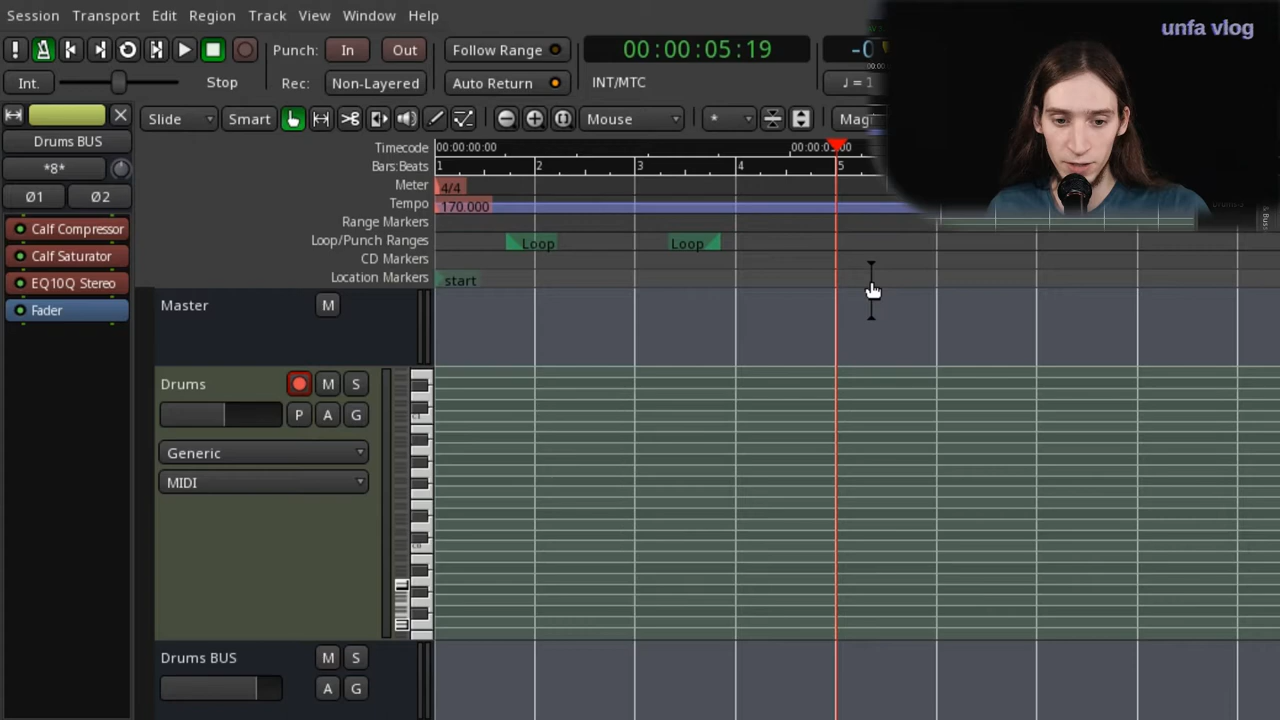 Session Transport Edit Region Track View Window Help
unfa vlog
Punch: In Out Follow Range 00:00:05:19 -0
Int. Stop Rec: Non-Layered Auto Return INT/MTC ♩ = 1
Slide Smart Mouse * Mag
Drums BUS
*8*
Ø1 Ø2
Calf Compressor
Calf Saturator
EQ10Q Stereo
Fader
Timecode 00:00:00:00
Bars:Beats 1 2 3 4 5
Meter 4/4
Tempo 170.000
Range Markers
Loop/Punch Ranges Loop Loop
CD Markers
Location Markers start
Master M
Drums M S
P A G
Generic
MIDI
Drums BUS M S
A G